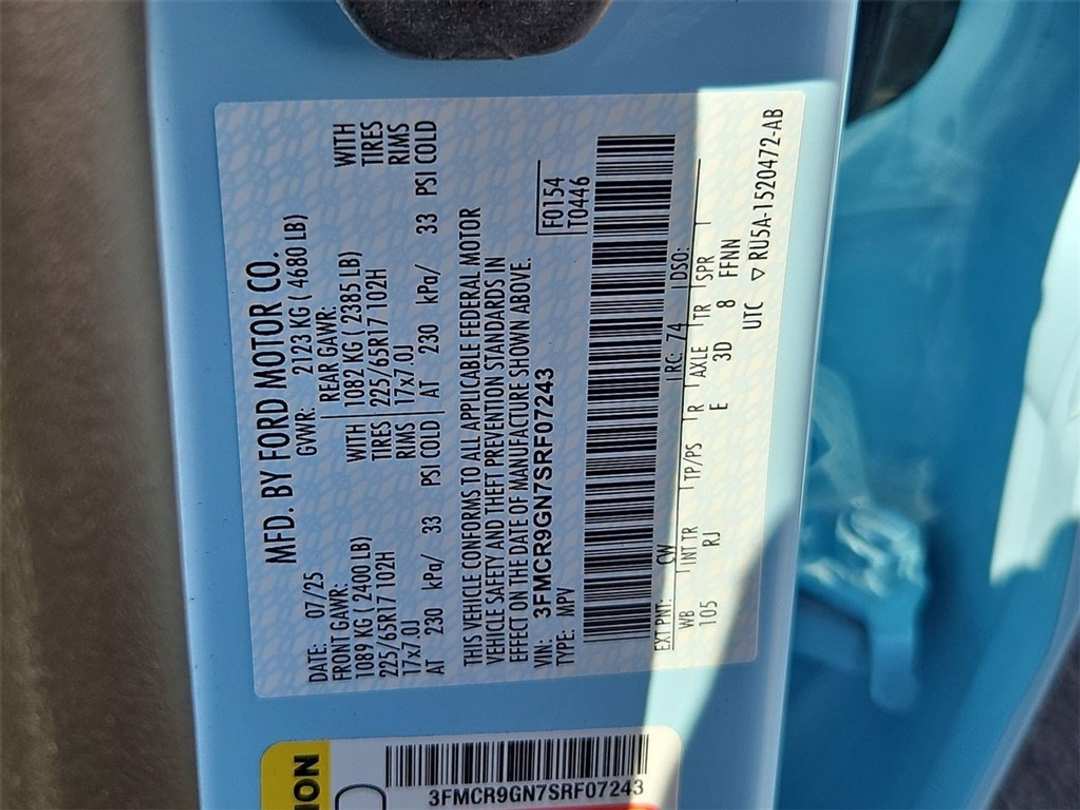 MFD. BY FORD MOTOR CO.
DATE: 07/25 GVWR: 2123 KG ( 4680 LB)
FRONT GAWR: REAR GAWR:
1089 KG ( 2400 LB) WITH 1082 KG ( 2385 LB) WITH
225/65R17 102H TIRES 225/65R17 102H TIRES
17x7.0J RIMS 17x7.0J RIMS
AT 230 kPa/ 33 PSI COLD AT 230 kPa/ 33 PSI COLD
THIS VEHICLE CONFORMS TO ALL APPLICABLE FEDERAL MOTOR
VEHICLE SAFETY AND THEFT PREVENTION STANDARDS IN
EFFECT ON THE DATE OF MANUFACTURE SHOWN ABOVE.
VIN: 3FMCR9GN7SRF07243 F0154
TYPE: MPV T0446
EXT PNT: CW RC: 74 DSO:
WB INT TR TP/PS R AXLE TR SPR
105 RJ E 3D 8 FFNN
UTC ▽ RU5A-1520472-AB
ION
3FMCR9GN7SRF07243